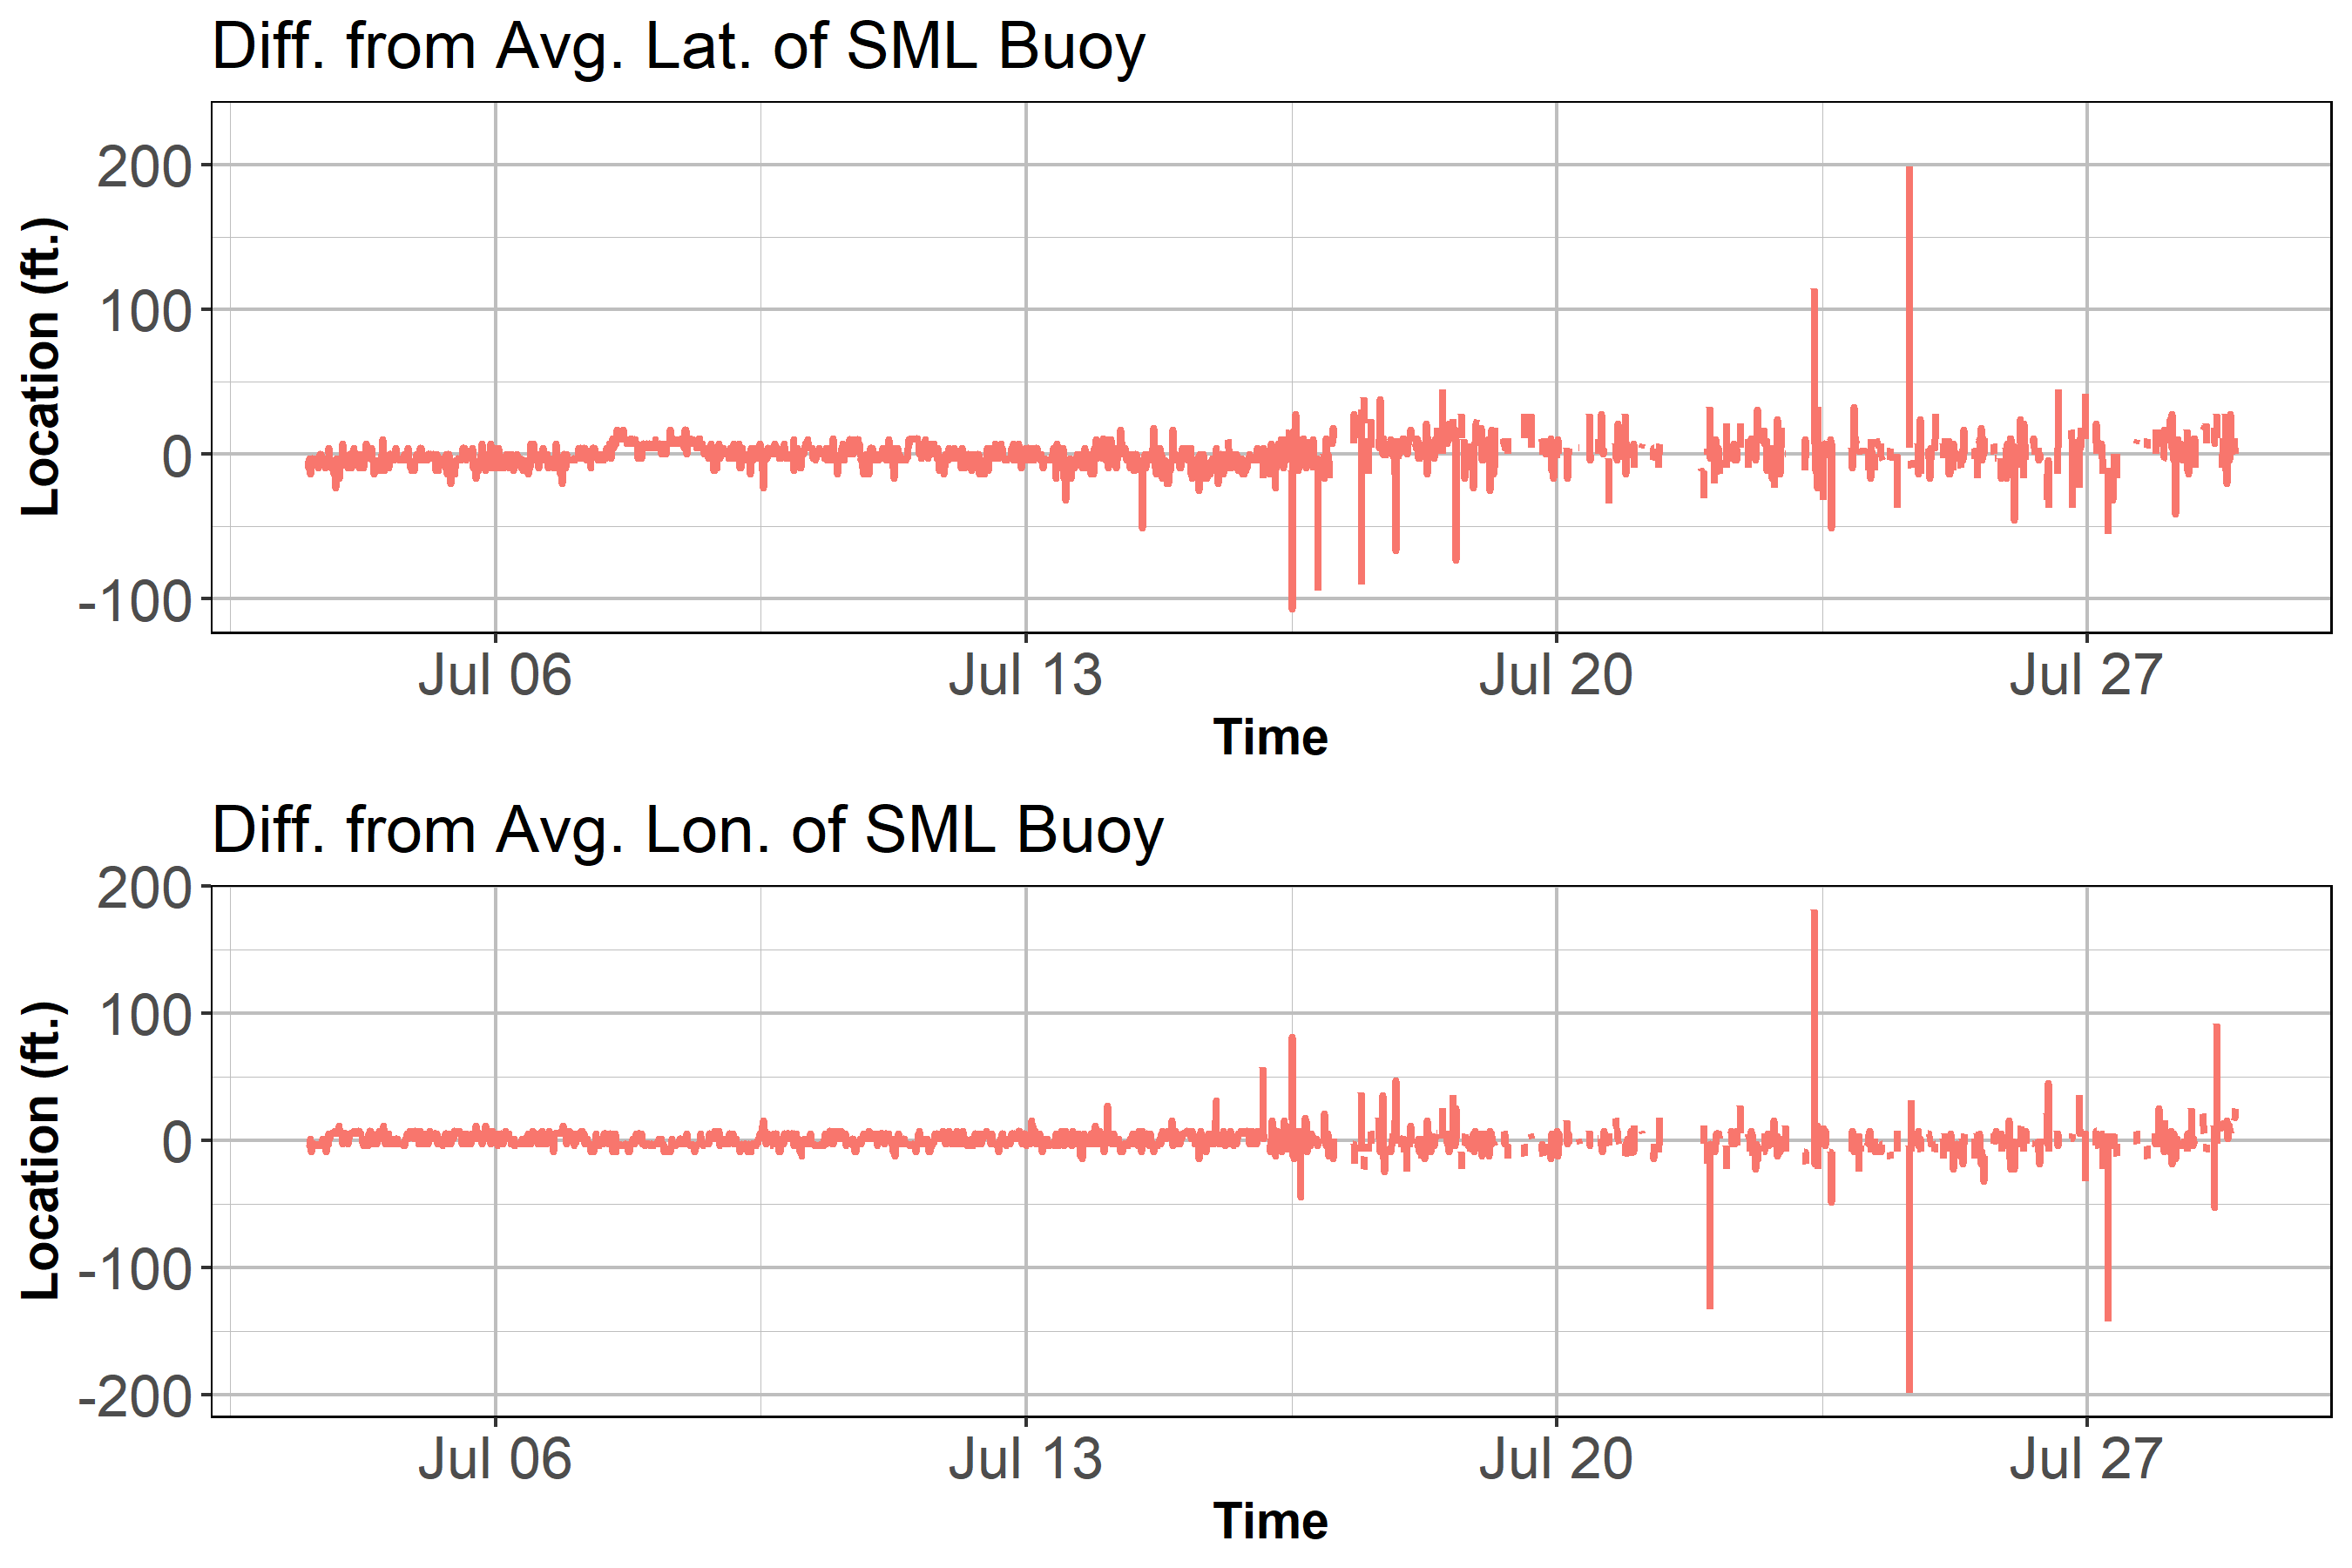 Diff. from Avg. Lat. of SML Buoy
Location (ft.)
200
100
0
-100
Jul 06 Jul 13 Jul 20 Jul 27
Time
Diff. from Avg. Lon. of SML Buoy
Location (ft.)
200
100
0
-100
-200
Jul 06 Jul 13 Jul 20 Jul 27
Time